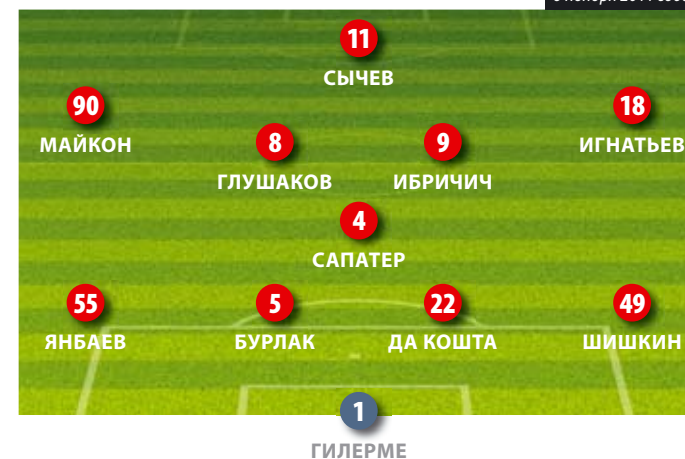 11
СЫЧЕВ
90 18
МАЙКОН ИГНАТЬЕВ
8 9
ГЛУШАКОВ ИБРИЧИЧ
4
САПАТЕР
55 5 22 49
ЯНБАЕВ БУРЛАК ДА КОШТА ШИШКИН
1
ГИЛЕРМЕ